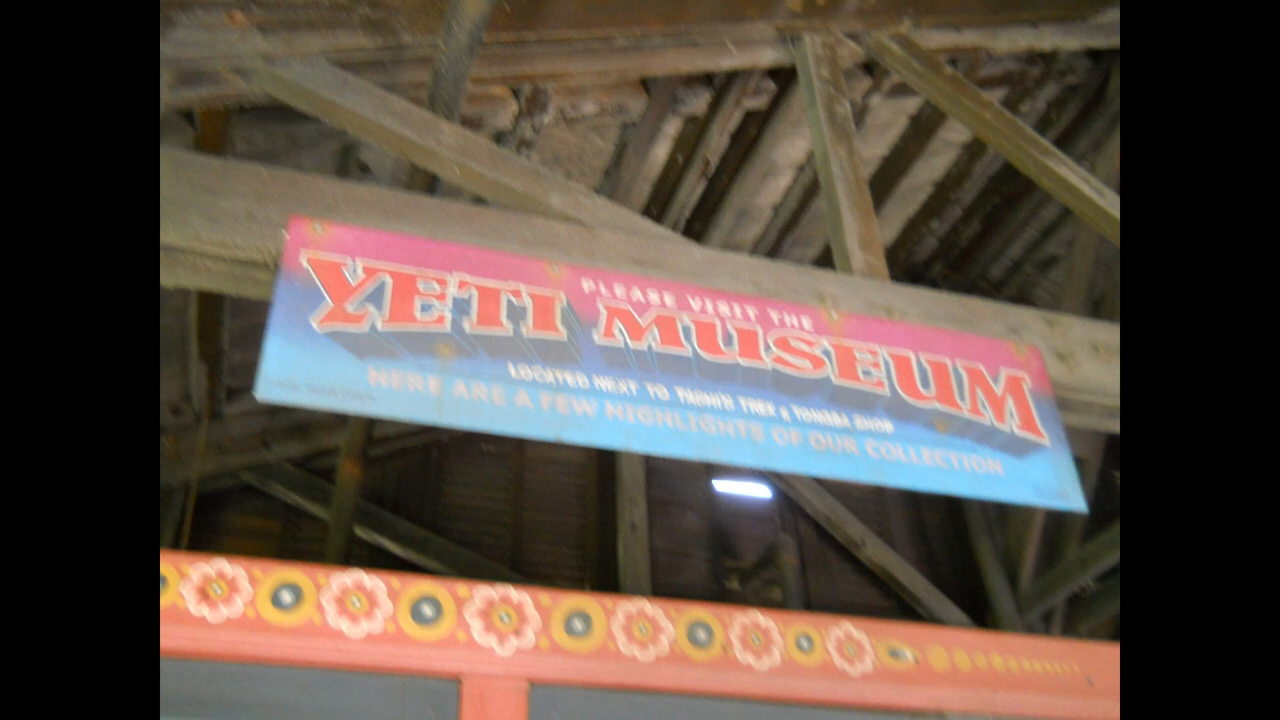 PLEASE VISIT THE
YETI MUSEUM
LOCATED NEXT TO TASHI'S TREK & TONGBA SHOP
HERE ARE A FEW HIGHLIGHTS OF OUR COLLECTION